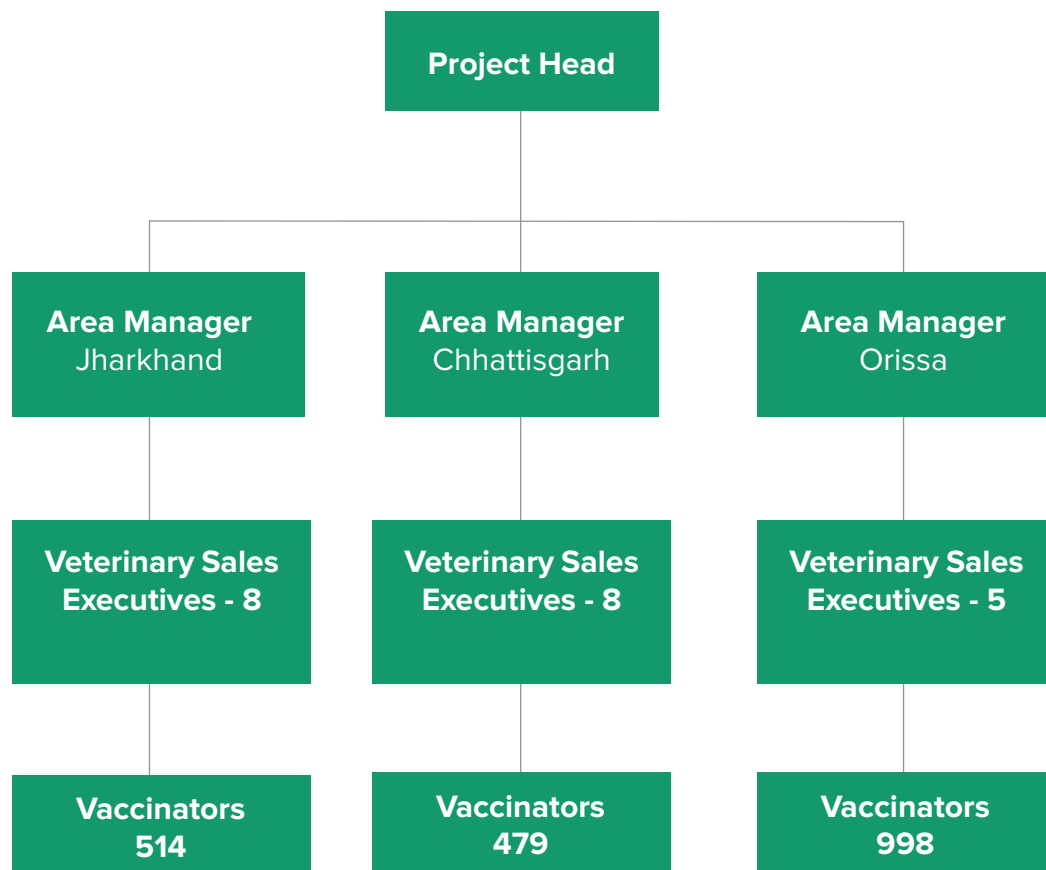 Project Head
Area Manager
Jharkhand
Area Manager
Chhattisgarh
Area Manager
Orissa
Veterinary Sales
Executives - 8
Veterinary Sales
Executives - 8
Veterinary Sales
Executives - 5
Vaccinators
514
Vaccinators
479
Vaccinators
998